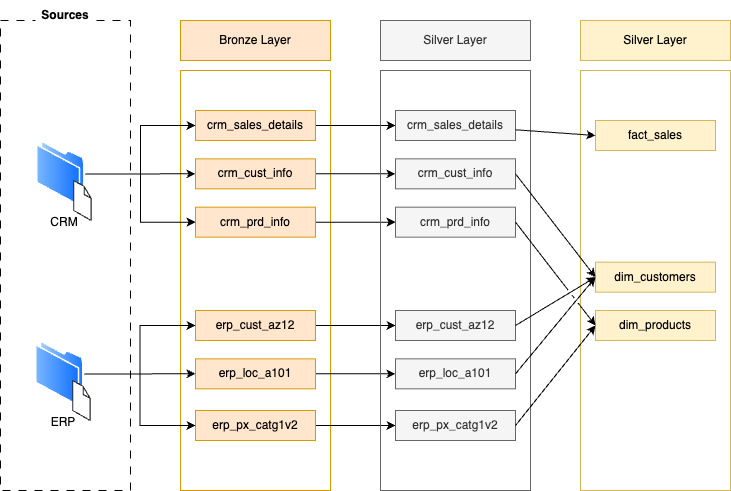 Sources
Bronze Layer
Silver Layer
Silver Layer
crm_sales_details
crm_sales_details
fact_sales
crm_cust_info
crm_cust_info
CRM
crm_prd_info
crm_prd_info
dim_customers
erp_cust_az12
erp_cust_az12
dim_products
erp_loc_a101
erp_loc_a101
ERP
erp_px_catg1v2
erp_px_catg1v2